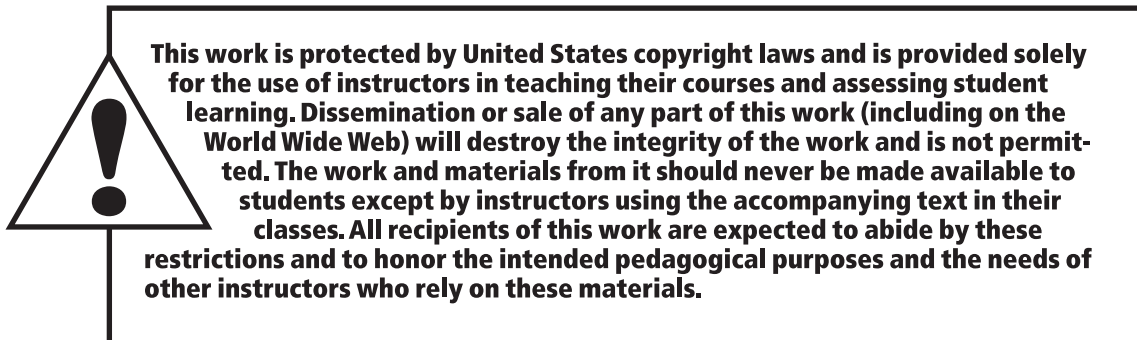 This work is protected by United States copyright laws and is provided solely
for the use of instructors in teaching their courses and assessing student
learning. Dissemination or sale of any part of this work (including on the
World Wide Web) will destroy the integrity of the work and is not permit-
ted. The work and materials from it should never be made available to
students except by instructors using the accompanying text in their
classes. All recipients of this work are expected to abide by these
restrictions and to honor the intended pedagogical purposes and the needs of
other instructors who rely on these materials.